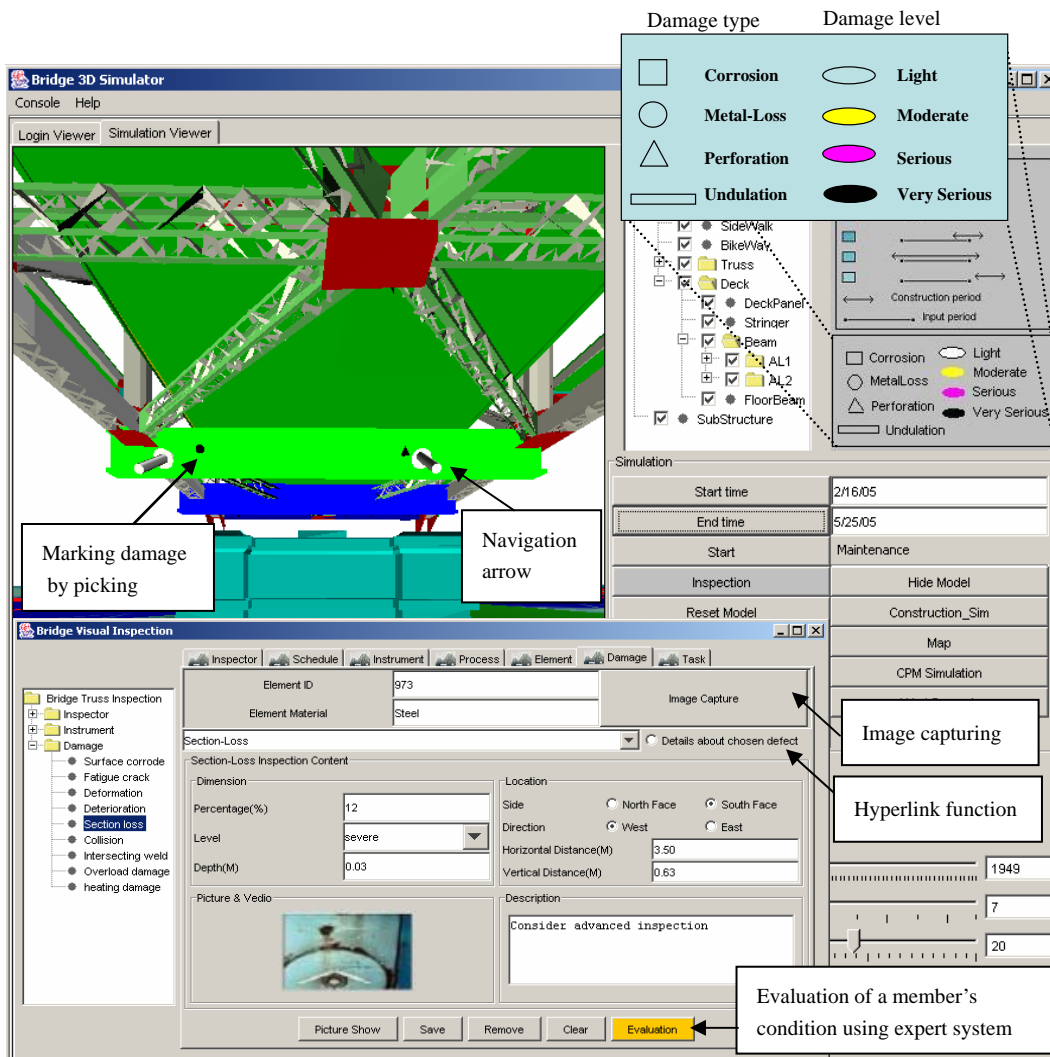 Damage type
Damage level
Corrosion
Light
Metal-Loss
Moderate
Perforation
Serious
Undulation
Very Serious
Bridge 3D Simulator
Console Help
Login Viewer
Simulation Viewer
SideWalk
BikeWay
Truss
Deck
DeckPanel
Stringer
Beam
AL1
AL2
FloorBeam
SubStructure
Construction period
Input period
Corrosion
Light
MetalLoss
Moderate
Perforation
Serious
Undulation
Very Serious
Marking damage
by picking
Navigation
arrow
Simulation
Start time
2/16/05
End time
5/25/05
Start
Maintenance
Inspection
Hide Model
Reset Model
Construction_Sim
Map
CPM Simulation
Bridge Visual Inspection
Inspector
Schedule
Instrument
Process
Element
Damage
Task
Bridge Truss Inspection
Inspector
Instrument
Damage
Surface corrode
Fatigue crack
Deformation
Deterioration
Section loss
Collision
Intersecting weld
Overload damage
heating damage
Element ID
973
Element Material
Steel
Image Capture
Section-Loss
Details about chosen defect
Section-Loss Inspection Content
Dimension
Percentage(%)
12
Level
severe
Depth(M)
0.03
Location
Side
North Face
South Face
Direction
West
East
Horizontal Distance(M)
3.50
Vertical Distance(M)
0.63
Picture & Vedio
Description
Consider advanced inspection
Picture Show
Save
Remove
Clear
Evaluation
Image capturing
Hyperlink function
1949
7
20
Evaluation of a member's
condition using expert system